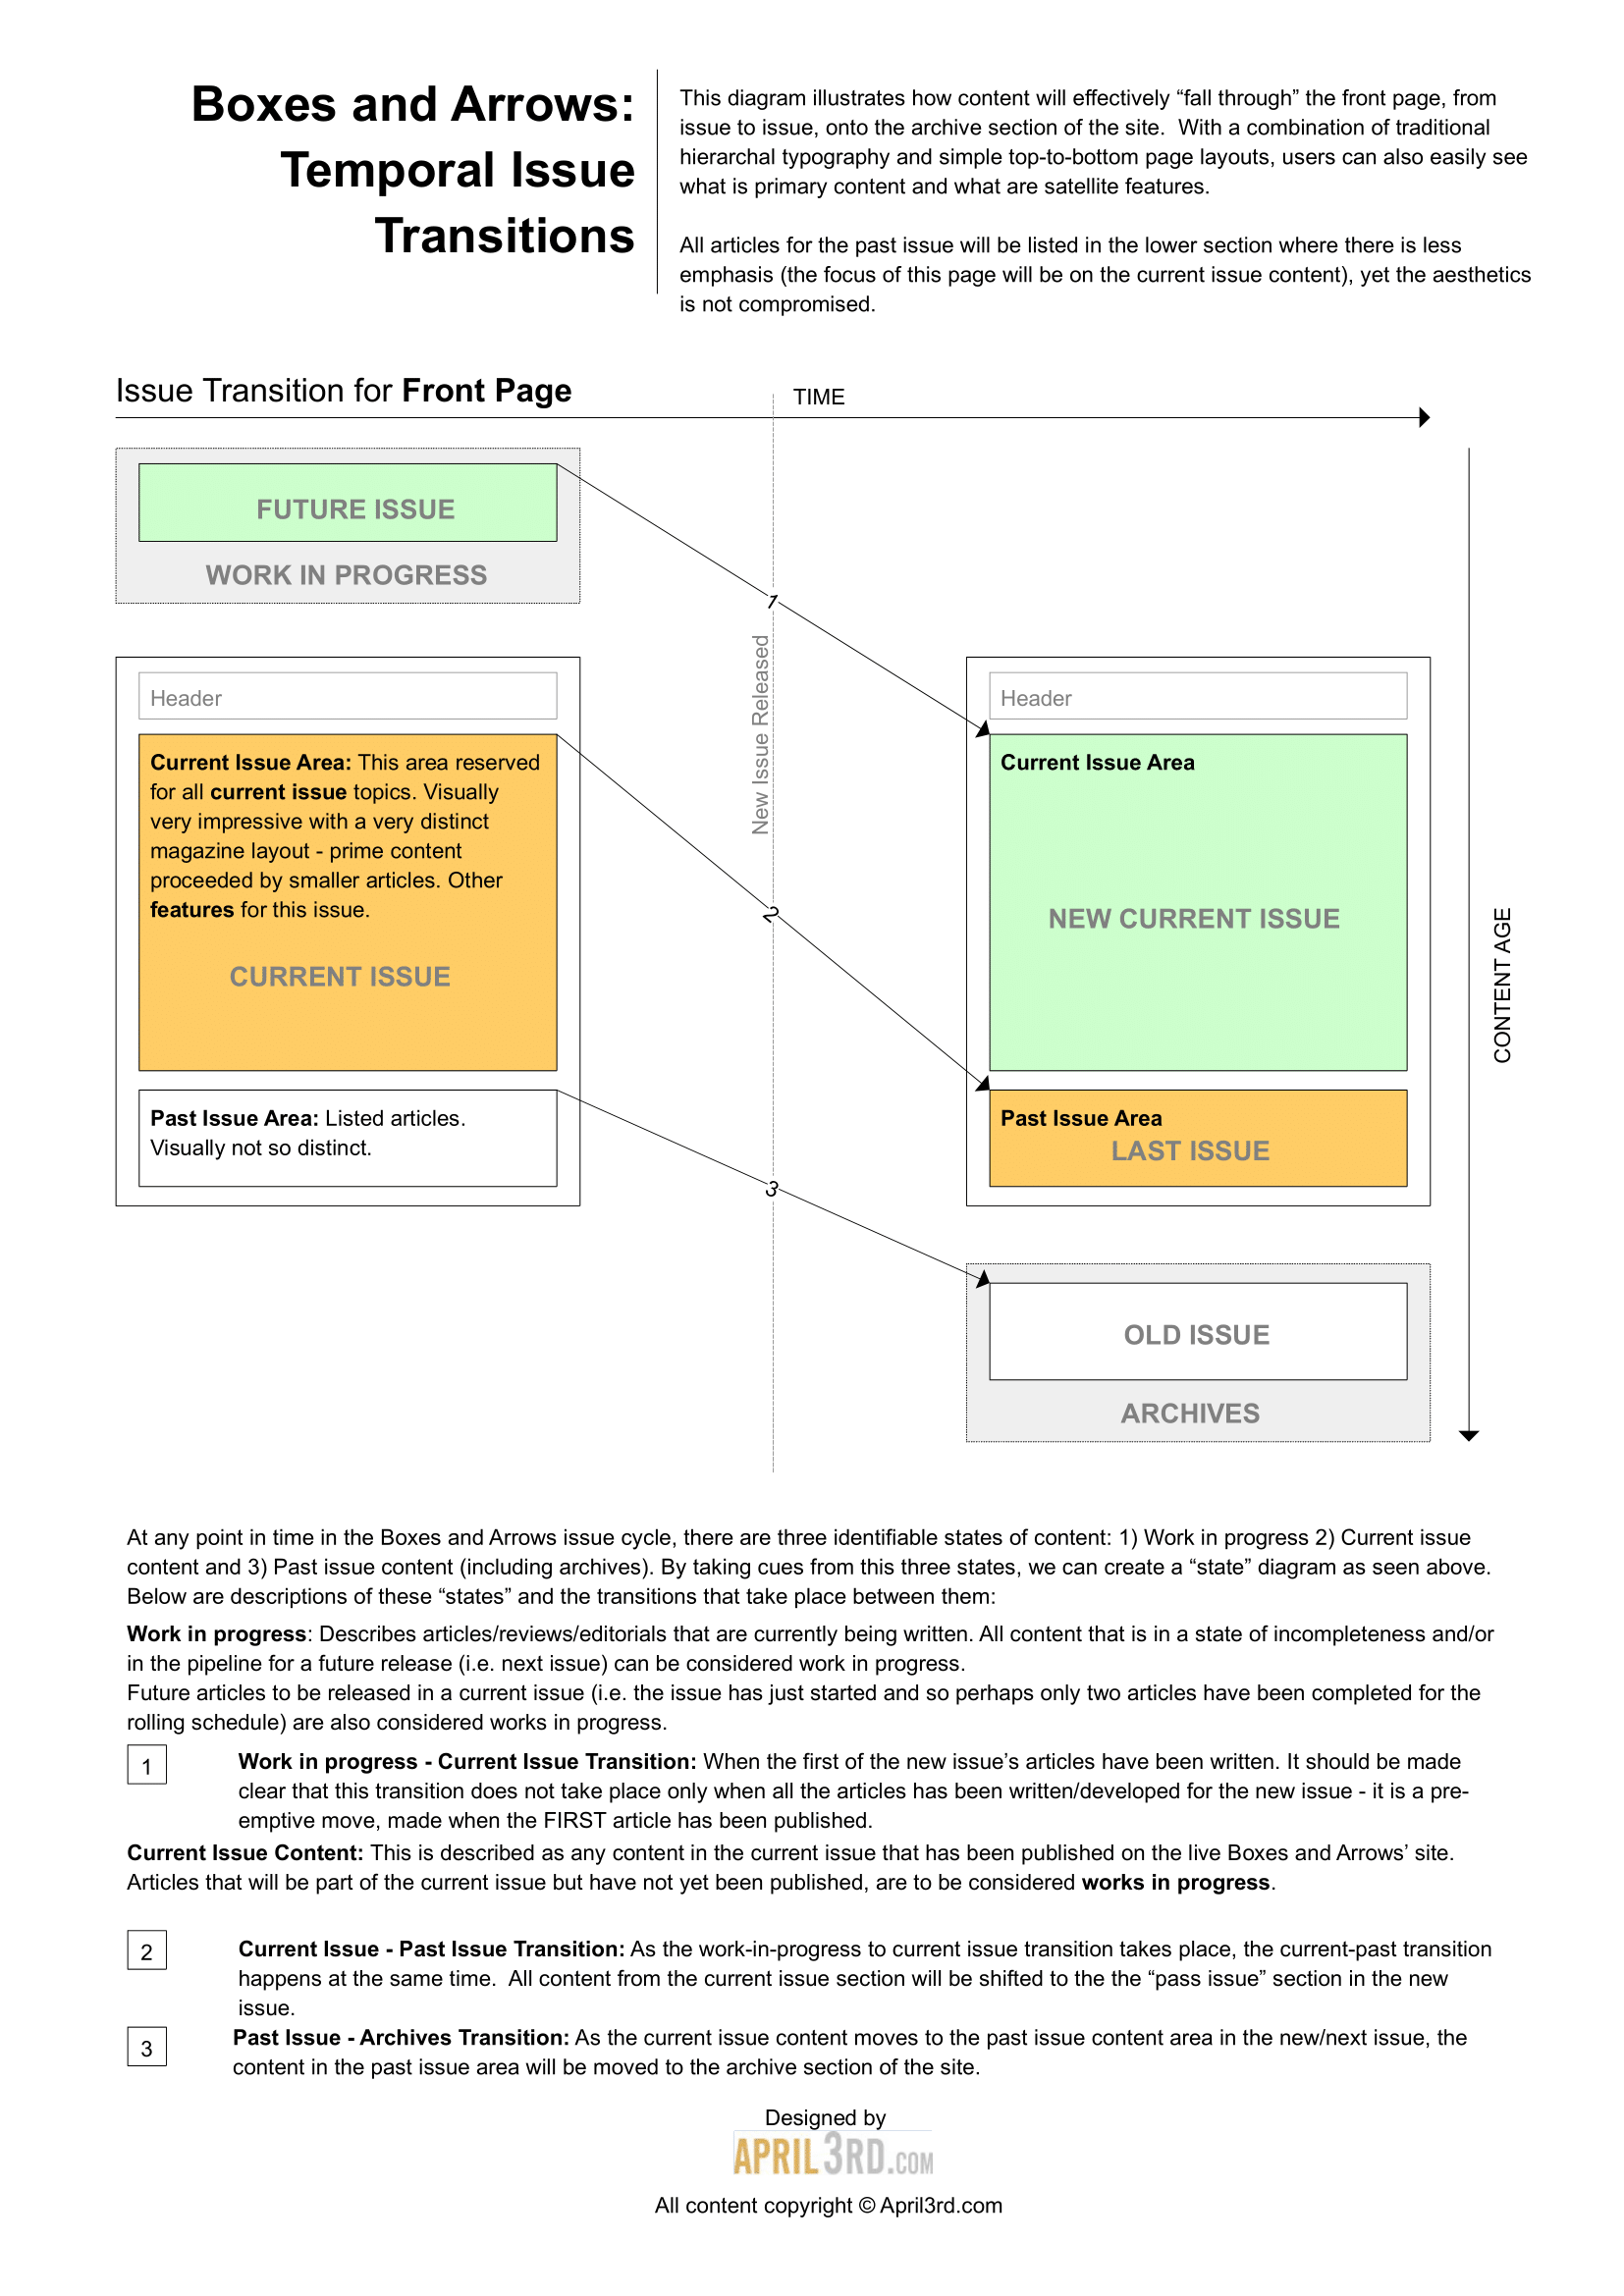 Boxes and Arrows:
Temporal Issue
Transitions
This diagram illustrates how content will effectively “fall through” the front page, from
issue to issue, onto the archive section of the site.  With a combination of traditional
hierarchal typography and simple top-to-bottom page layouts, users can also easily see
what is primary content and what are satellite features.
All articles for the past issue will be listed in the lower section where there is less
emphasis (the focus of this page will be on the current issue content), yet the aesthetics
is not compromised.
Issue Transition for Front Page
TIME
FUTURE ISSUE
WORK IN PROGRESS
1
New Issue Released
Header
Current Issue Area: This area reserved
for all current issue topics. Visually
very impressive with a very distinct
magazine layout - prime content
proceeded by smaller articles. Other
features for this issue.
CURRENT ISSUE
Past Issue Area: Listed articles.
Visually not so distinct.
2
3
Header
Current Issue Area
NEW CURRENT ISSUE
Past Issue Area
LAST ISSUE
OLD ISSUE
ARCHIVES
CONTENT AGE
At any point in time in the Boxes and Arrows issue cycle, there are three identifiable states of content: 1) Work in progress 2) Current issue
content and 3) Past issue content (including archives). By taking cues from this three states, we can create a “state” diagram as seen above.
Below are descriptions of these “states” and the transitions that take place between them:
Work in progress: Describes articles/reviews/editorials that are currently being written. All content that is in a state of incompleteness and/or
in the pipeline for a future release (i.e. next issue) can be considered work in progress.
Future articles to be released in a current issue (i.e. the issue has just started and so perhaps only two articles have been completed for the
rolling schedule) are also considered works in progress.
1
Work in progress - Current Issue Transition: When the first of the new issue’s articles have been written. It should be made
clear that this transition does not take place only when all the articles has been written/developed for the new issue - it is a pre-
emptive move, made when the FIRST article has been published.
Current Issue Content: This is described as any content in the current issue that has been published on the live Boxes and Arrows’ site.
Articles that will be part of the current issue but have not yet been published, are to be considered works in progress.
2
Current Issue - Past Issue Transition: As the work-in-progress to current issue transition takes place, the current-past transition
happens at the same time.  All content from the current issue section will be shifted to the the “pass issue” section in the new
issue.
3
Past Issue - Archives Transition: As the current issue content moves to the past issue content area in the new/next issue, the
content in the past issue area will be moved to the archive section of the site.
Designed by
APRIL3RD.COM
All content copyright © April3rd.com